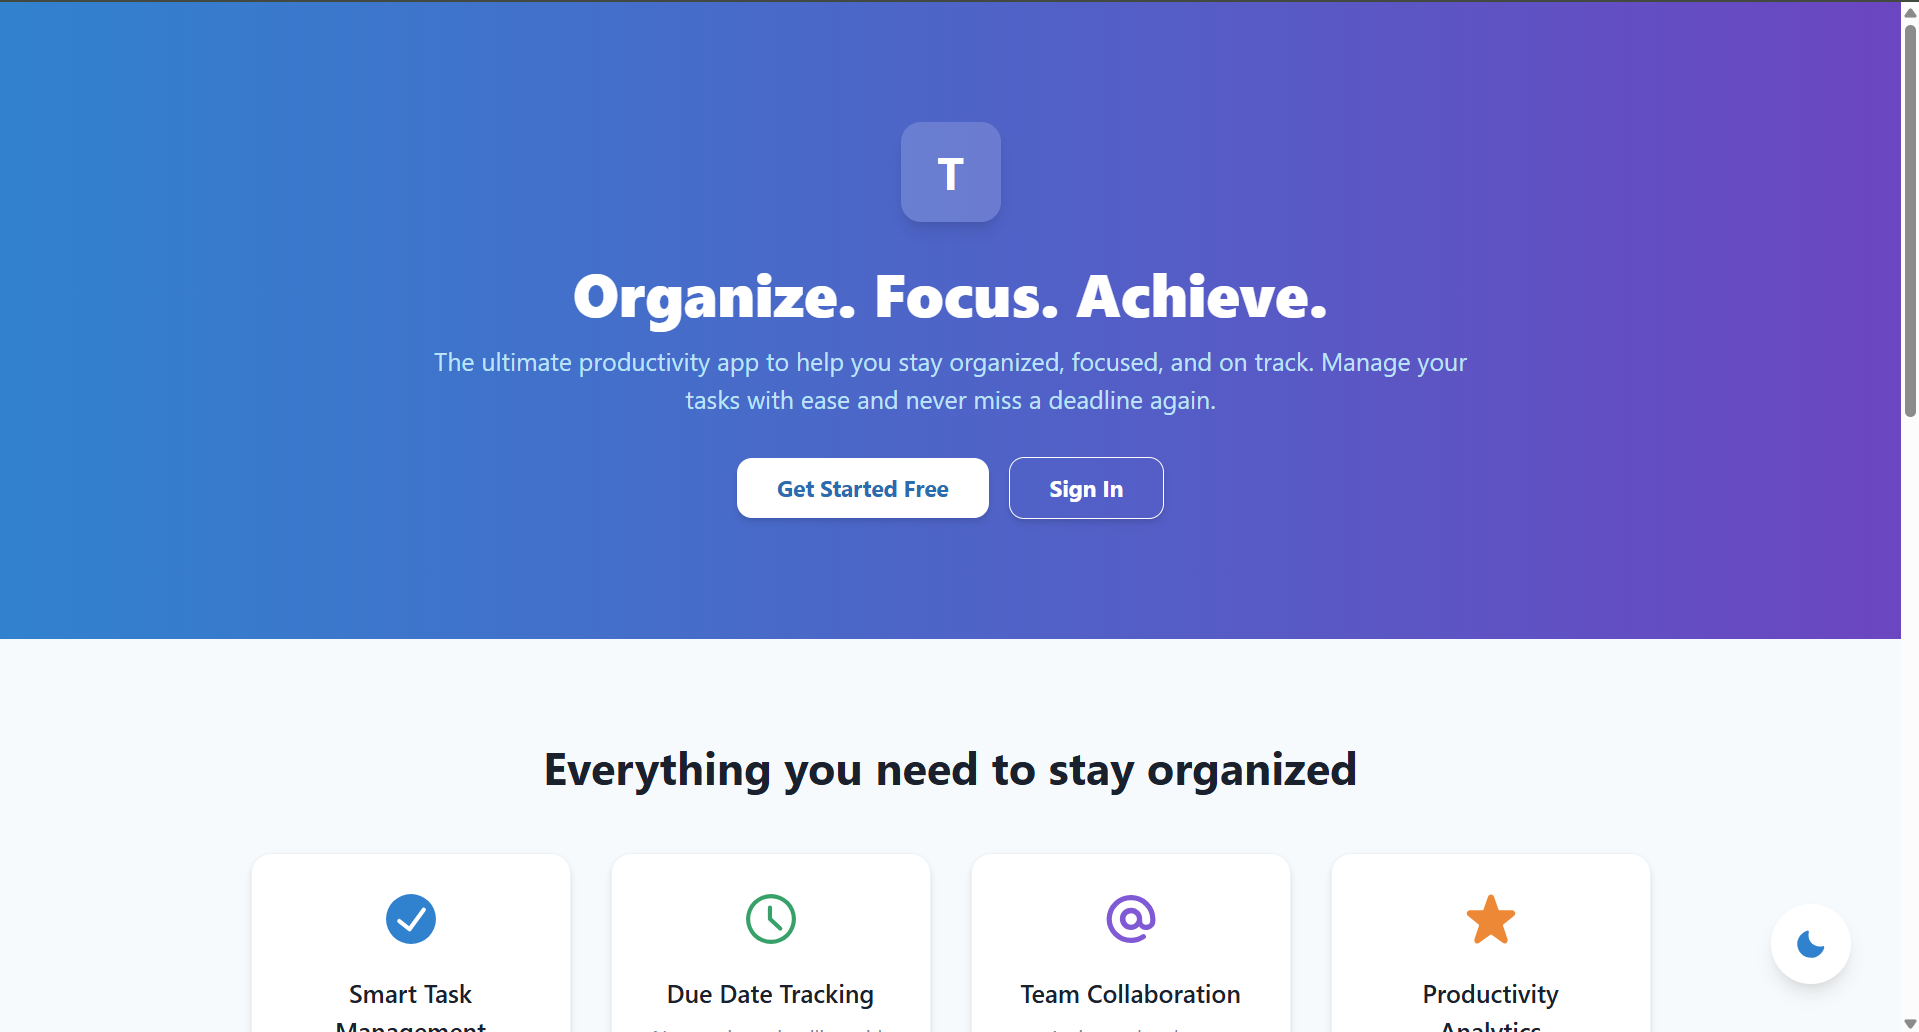 T
Organize. Focus. Achieve.
The ultimate productivity app to help you stay organized, focused, and on track. Manage your
tasks with ease and never miss a deadline again.
Get Started Free
Sign In
Everything you need to stay organized
Smart Task
Management
Due Date Tracking
Team Collaboration
Productivity
Analytics